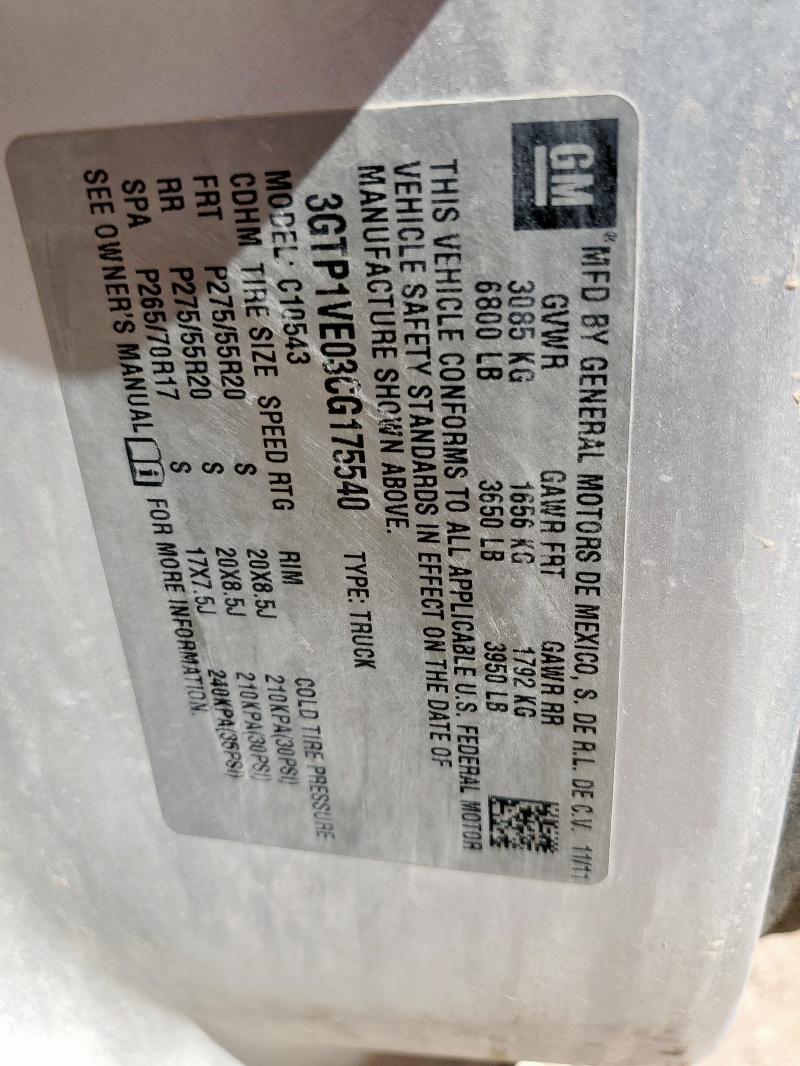 GM
® MFD BY GENERAL MOTORS DE MEXICO, S. DE R.L. DE C.V. 11/11
GVWR GAWR FRT GAWR RR
3085 KG 1656 KG 1792 KG
6800 LB 3650 LB 3950 LB
THIS VEHICLE CONFORMS TO ALL APPLICABLE U.S. FEDERAL MOTOR
VEHICLE SAFETY STANDARDS IN EFFECT ON THE DATE OF
MANUFACTURE SHOWN ABOVE.
3GTP1VE03CG175540 TYPE: TRUCK
MODEL: C10543
CDHM TIRE SIZE SPEED RTG RIM COLD TIRE PRESSURE
FRT P275/55R20 S 20X8.5J 210KPA(30PSI)
RR P275/55R20 S 20X8.5J 210KPA(30PSI)
SPA P265/70R17 S 17X7.5J 240KPA(35PSI)
SEE OWNER'S MANUAL i FOR MORE INFORMATION.